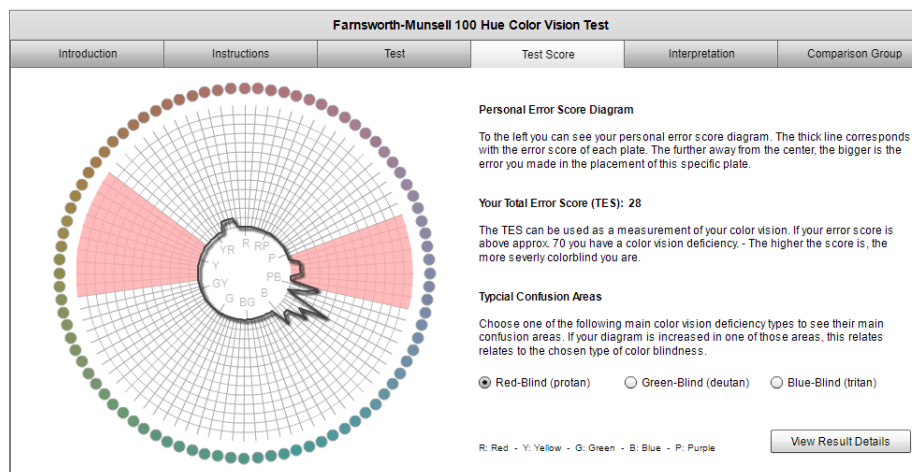 Farnsworth-Munsell 100 Hue Color Vision Test
Introduction
Instructions
Test
Test Score
Interpretation
Comparison Group
R
RP
P
PB
B
BG
G
GY
Y
YR
Personal Error Score Diagram
To the left you can see your personal error score diagram. The thick line corresponds
with the error score of each plate. The further away from the center, the bigger is the
error you made in the placement of this specific plate.
Your Total Error Score (TES): 28
The TES can be used as a measurement of your color vision. If your error score is
above approx. 70 you have a color vision deficiency. - The higher the score is, the
more severly colorblind you are.
Typcial Confusion Areas
Choose one of the following main color vision deficiency types to see their main
confusion areas. If your diagram is increased in one of those areas, this relates
relates to the chosen type of color blindness.
Red-Blind (protan)
Green-Blind (deutan)
Blue-Blind (tritan)
R: Red - Y: Yellow - G: Green - B: Blue - P: Purple
View Result Details